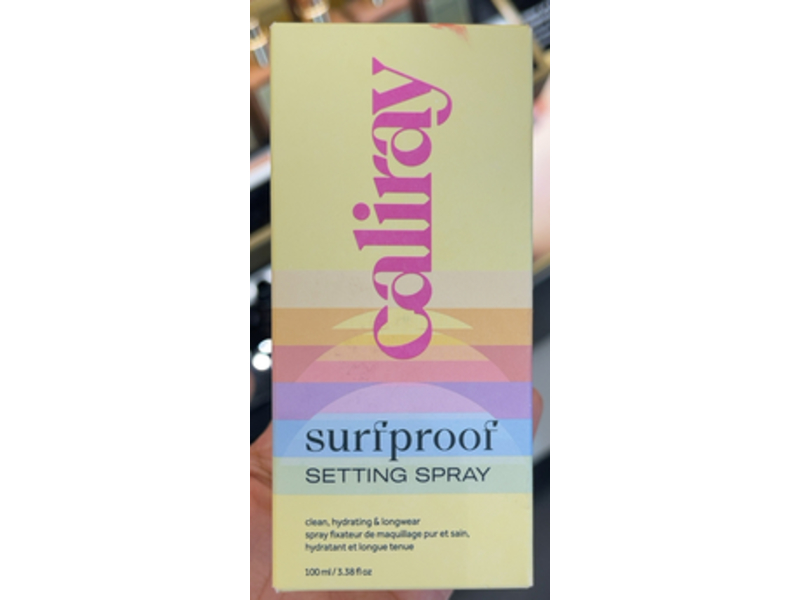 caliray
surfproof
SETTING SPRAY
clean, hydrating & longwear
spray fixateur de maquillage pur et sain,
hydratant et longue tenue
100 ml / 3.38 fl oz